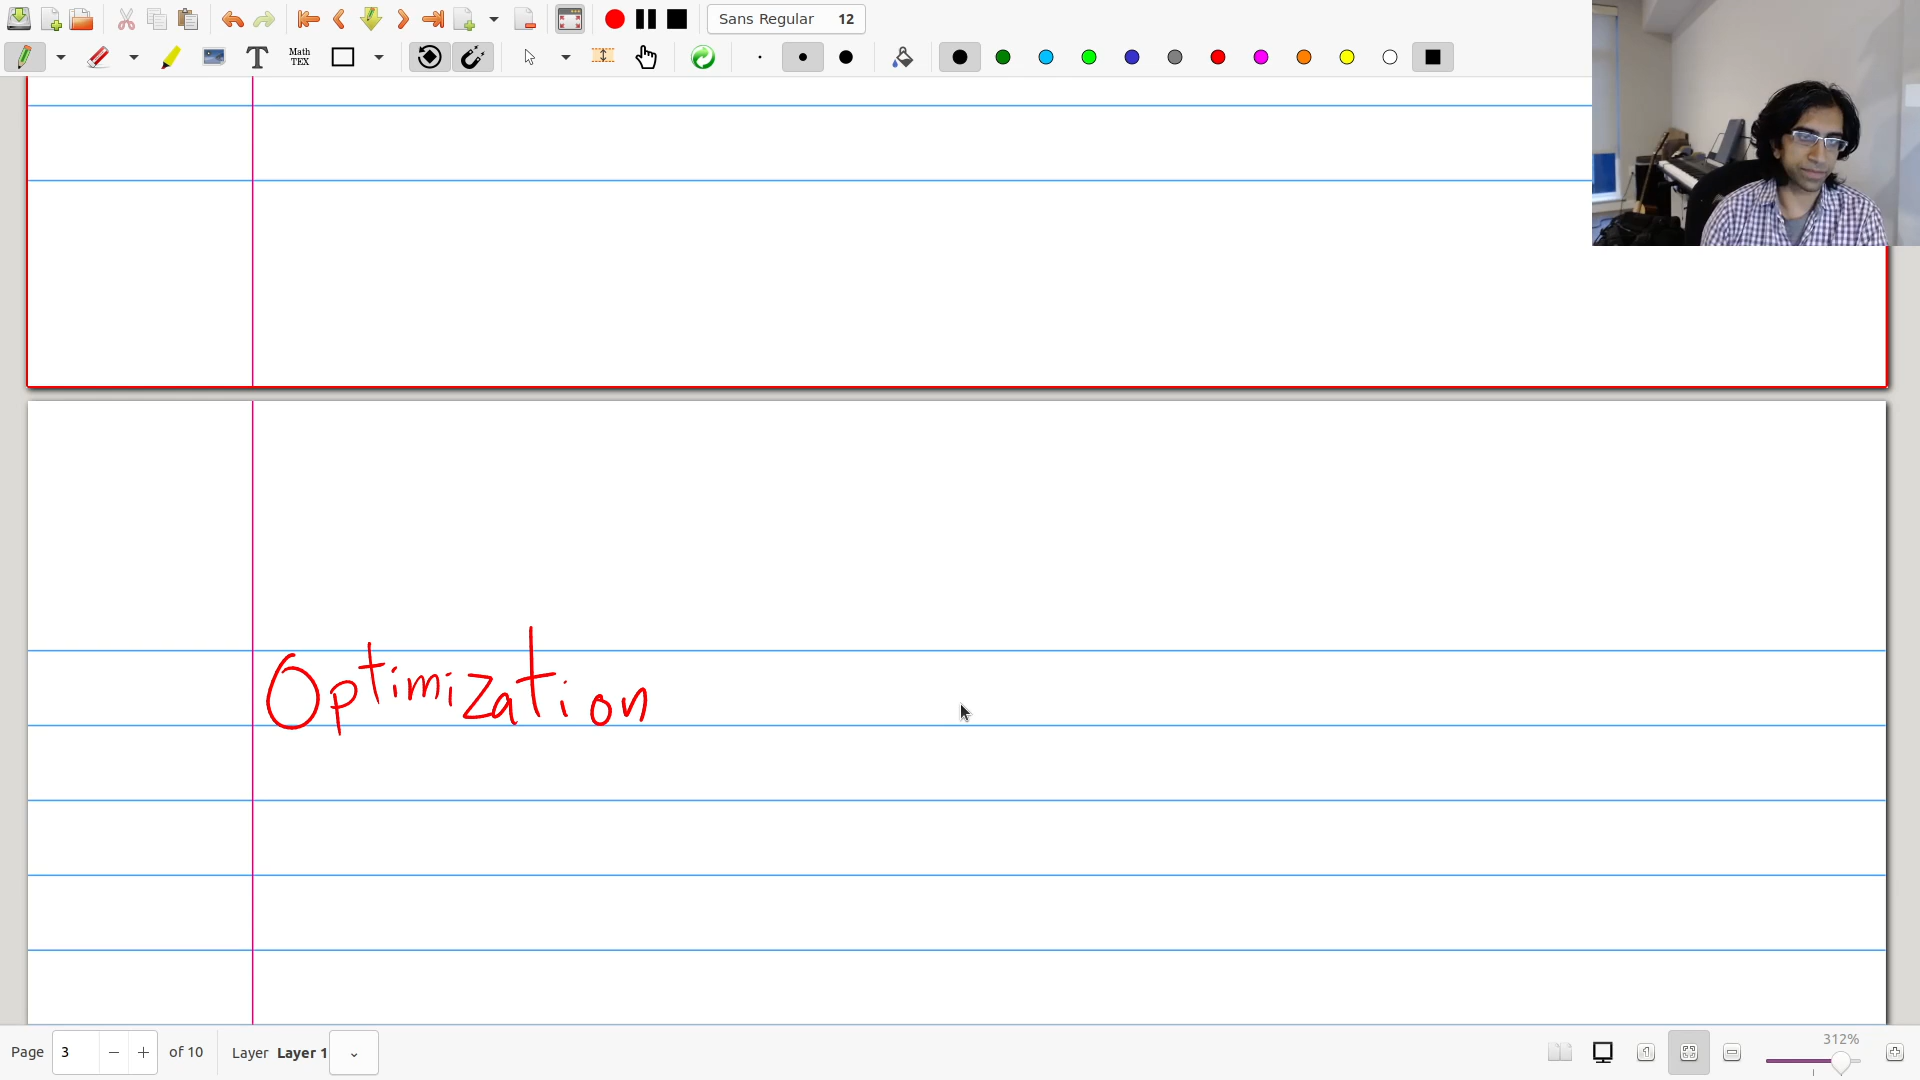 Sans Regular 12
Math
TEX
Optimization
Page 3 of 10 Layer Layer 1
312%